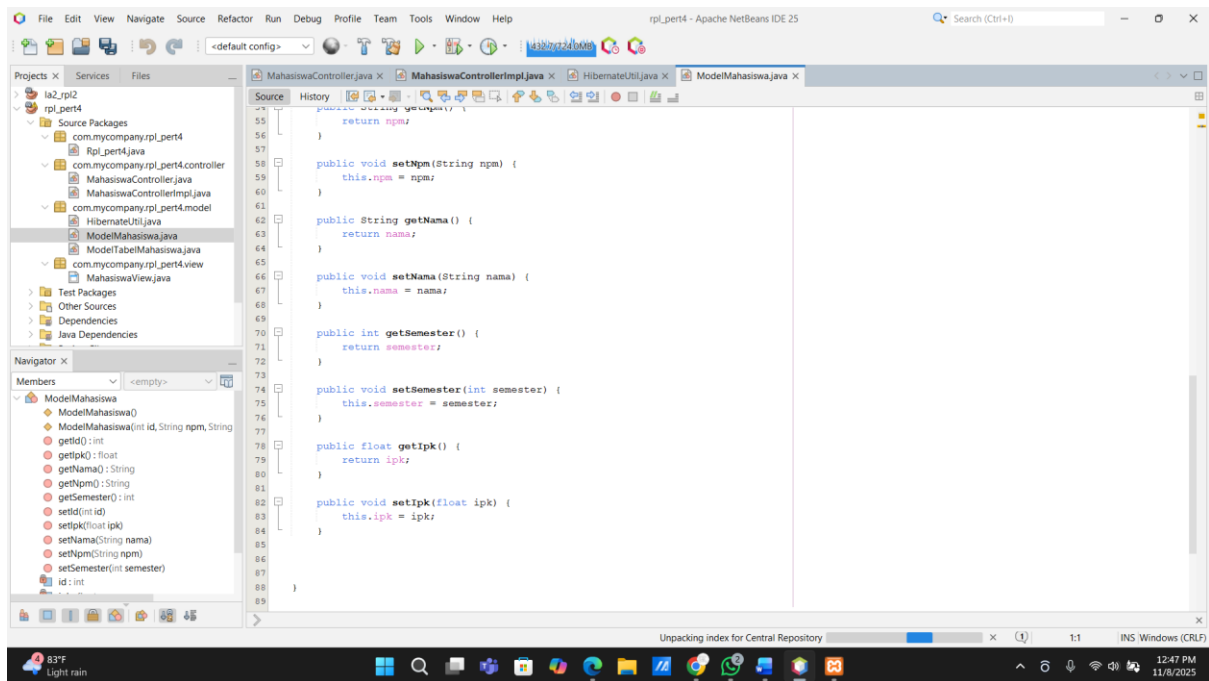 File Edit View Navigate Source Refactor Run Debug Profile Team Tools Window Help
rpl_pert4 - Apache NetBeans IDE 25
Search (Ctrl+I)
<default config>
432.7/724.0MB
Projects Services Files
MahasiswaController.java MahasiswaControllerImpl.java HibernateUtil.java ModelMahasiswa.java
Source History
la2_rpl2
rpl_pert4
Source Packages
com.mycompany.rpl_pert4
Rpl_pert4.java
com.mycompany.rpl_pert4.controller
MahasiswaController.java
MahasiswaControllerImpl.java
com.mycompany.rpl_pert4.model
HibernateUtil.java
ModelMahasiswa.java
ModelTabelMahasiswa.java
com.mycompany.rpl_pert4.view
MahasiswaView.java
Test Packages
Other Sources
Dependencies
Java Dependencies
Navigator
Members <empty>
ModelMahasiswa
ModelMahasiswa()
ModelMahasiswa(int id, String npm, String
getId() : int
getIpk() : float
getNama() : String
getNpm() : String
getSemester() : int
setId(int id)
setIpk(float ipk)
setNama(String nama)
setNpm(String npm)
setSemester(int semester)
id : int
54 public String getNpm() {
55 return npm;
56 }
57
58 public void setNpm(String npm) {
59 this.npm = npm;
60 }
61
62 public String getNama() {
63 return nama;
64 }
65
66 public void setNama(String nama) {
67 this.nama = nama;
68 }
69
70 public int getSemester() {
71 return semester;
72 }
73
74 public void setSemester(int semester) {
75 this.semester = semester;
76 }
77
78 public float getIpk() {
79 return ipk;
80 }
81
82 public void setIpk(float ipk) {
83 this.ipk = ipk;
84 }
85
86
87
88 }
89
Unpacking index for Central Repository
(1)
1:1
INS Windows (CRLF)
4
83°F
Light rain
2
12:47 PM
11/8/2025